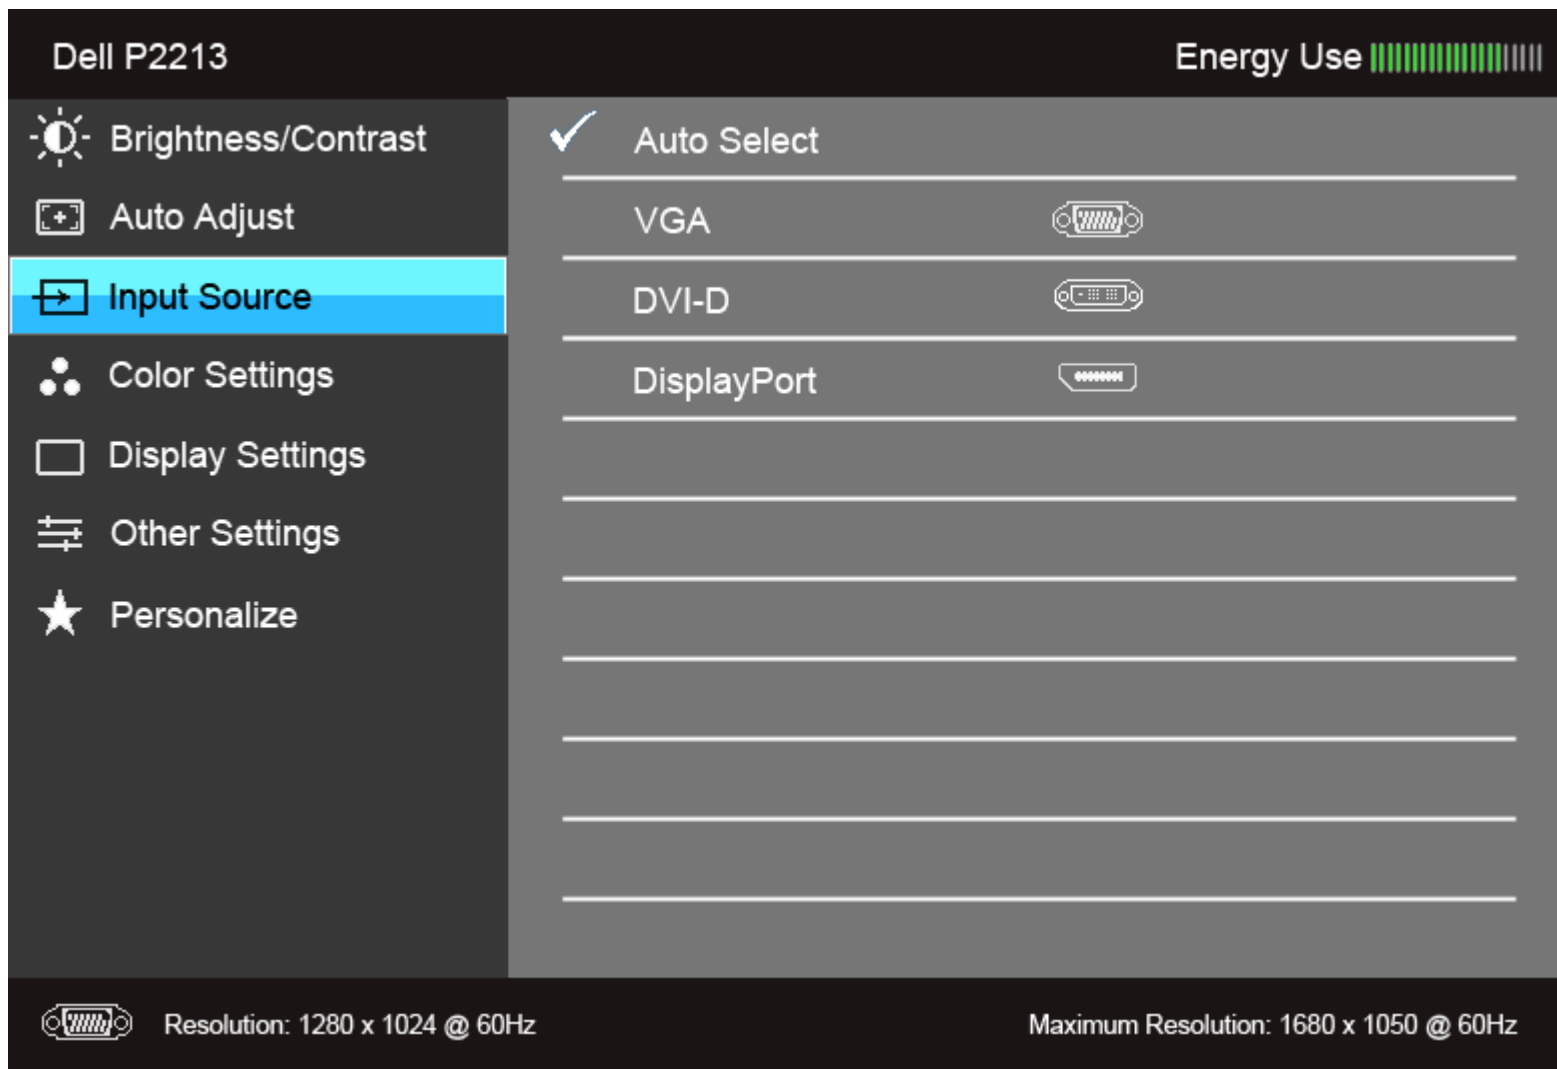 Dell P2213
Energy Use
Brightness/Contrast
Auto Adjust
Input Source
Color Settings
Display Settings
Other Settings
Personalize
Auto Select
VGA
DVI-D
DisplayPort
Resolution: 1280 x 1024 @ 60Hz
Maximum Resolution: 1680 x 1050 @ 60Hz